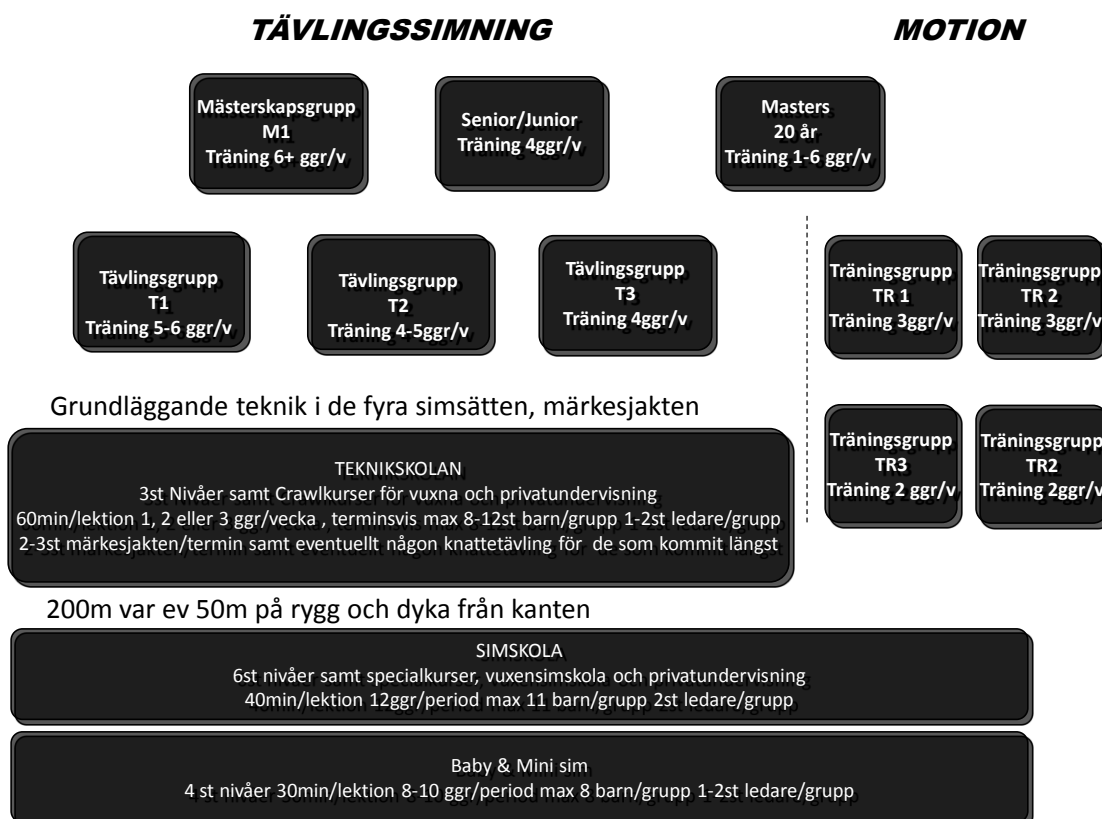 TÄVLINGSSIMNING
MOTION
Mästerskapsgrupp
M1
Träning 6+ ggr/v
Senior/Junior
Träning 4ggr/v
Masters
20 år
Träning 1-6 ggr/v
Tävlingsgrupp
T1
Träning 5-6 ggr/v
Tävlingsgrupp
T2
Träning 4-5ggr/v
Tävlingsgrupp
T3
Träning 4ggr/v
Träningsgrupp
TR 1
Träning 3ggr/v
Träningsgrupp
TR 2
Träning 3ggr/v
Träningsgrupp
TR3
Träning 2 ggr/v
Träningsgrupp
TR2
Träning 2ggr/v
Grundläggande teknik i de fyra simsätten, märkesjakten
TEKNIKSKOLAN
3st Nivåer samt Crawlkurser för vuxna och privatundervisning
60min/lektion 1, 2 eller 3 ggr/vecka , terminsvis max 8-12st barn/grupp 1-2st ledare/grupp
2-3st märkesjakten/termin samt eventuellt någon knattetävling för de som kommit längst
200m var ev 50m på rygg och dyka från kanten
SIMSKOLA
6st nivåer samt specialkurser, vuxensimskola och privatundervisning
40min/lektion 12ggr/period max 11 barn/grupp 2st ledare/grupp
Baby & Mini sim
4 st nivåer 30min/lektion 8-10 ggr/period max 8 barn/grupp 1-2st ledare/grupp